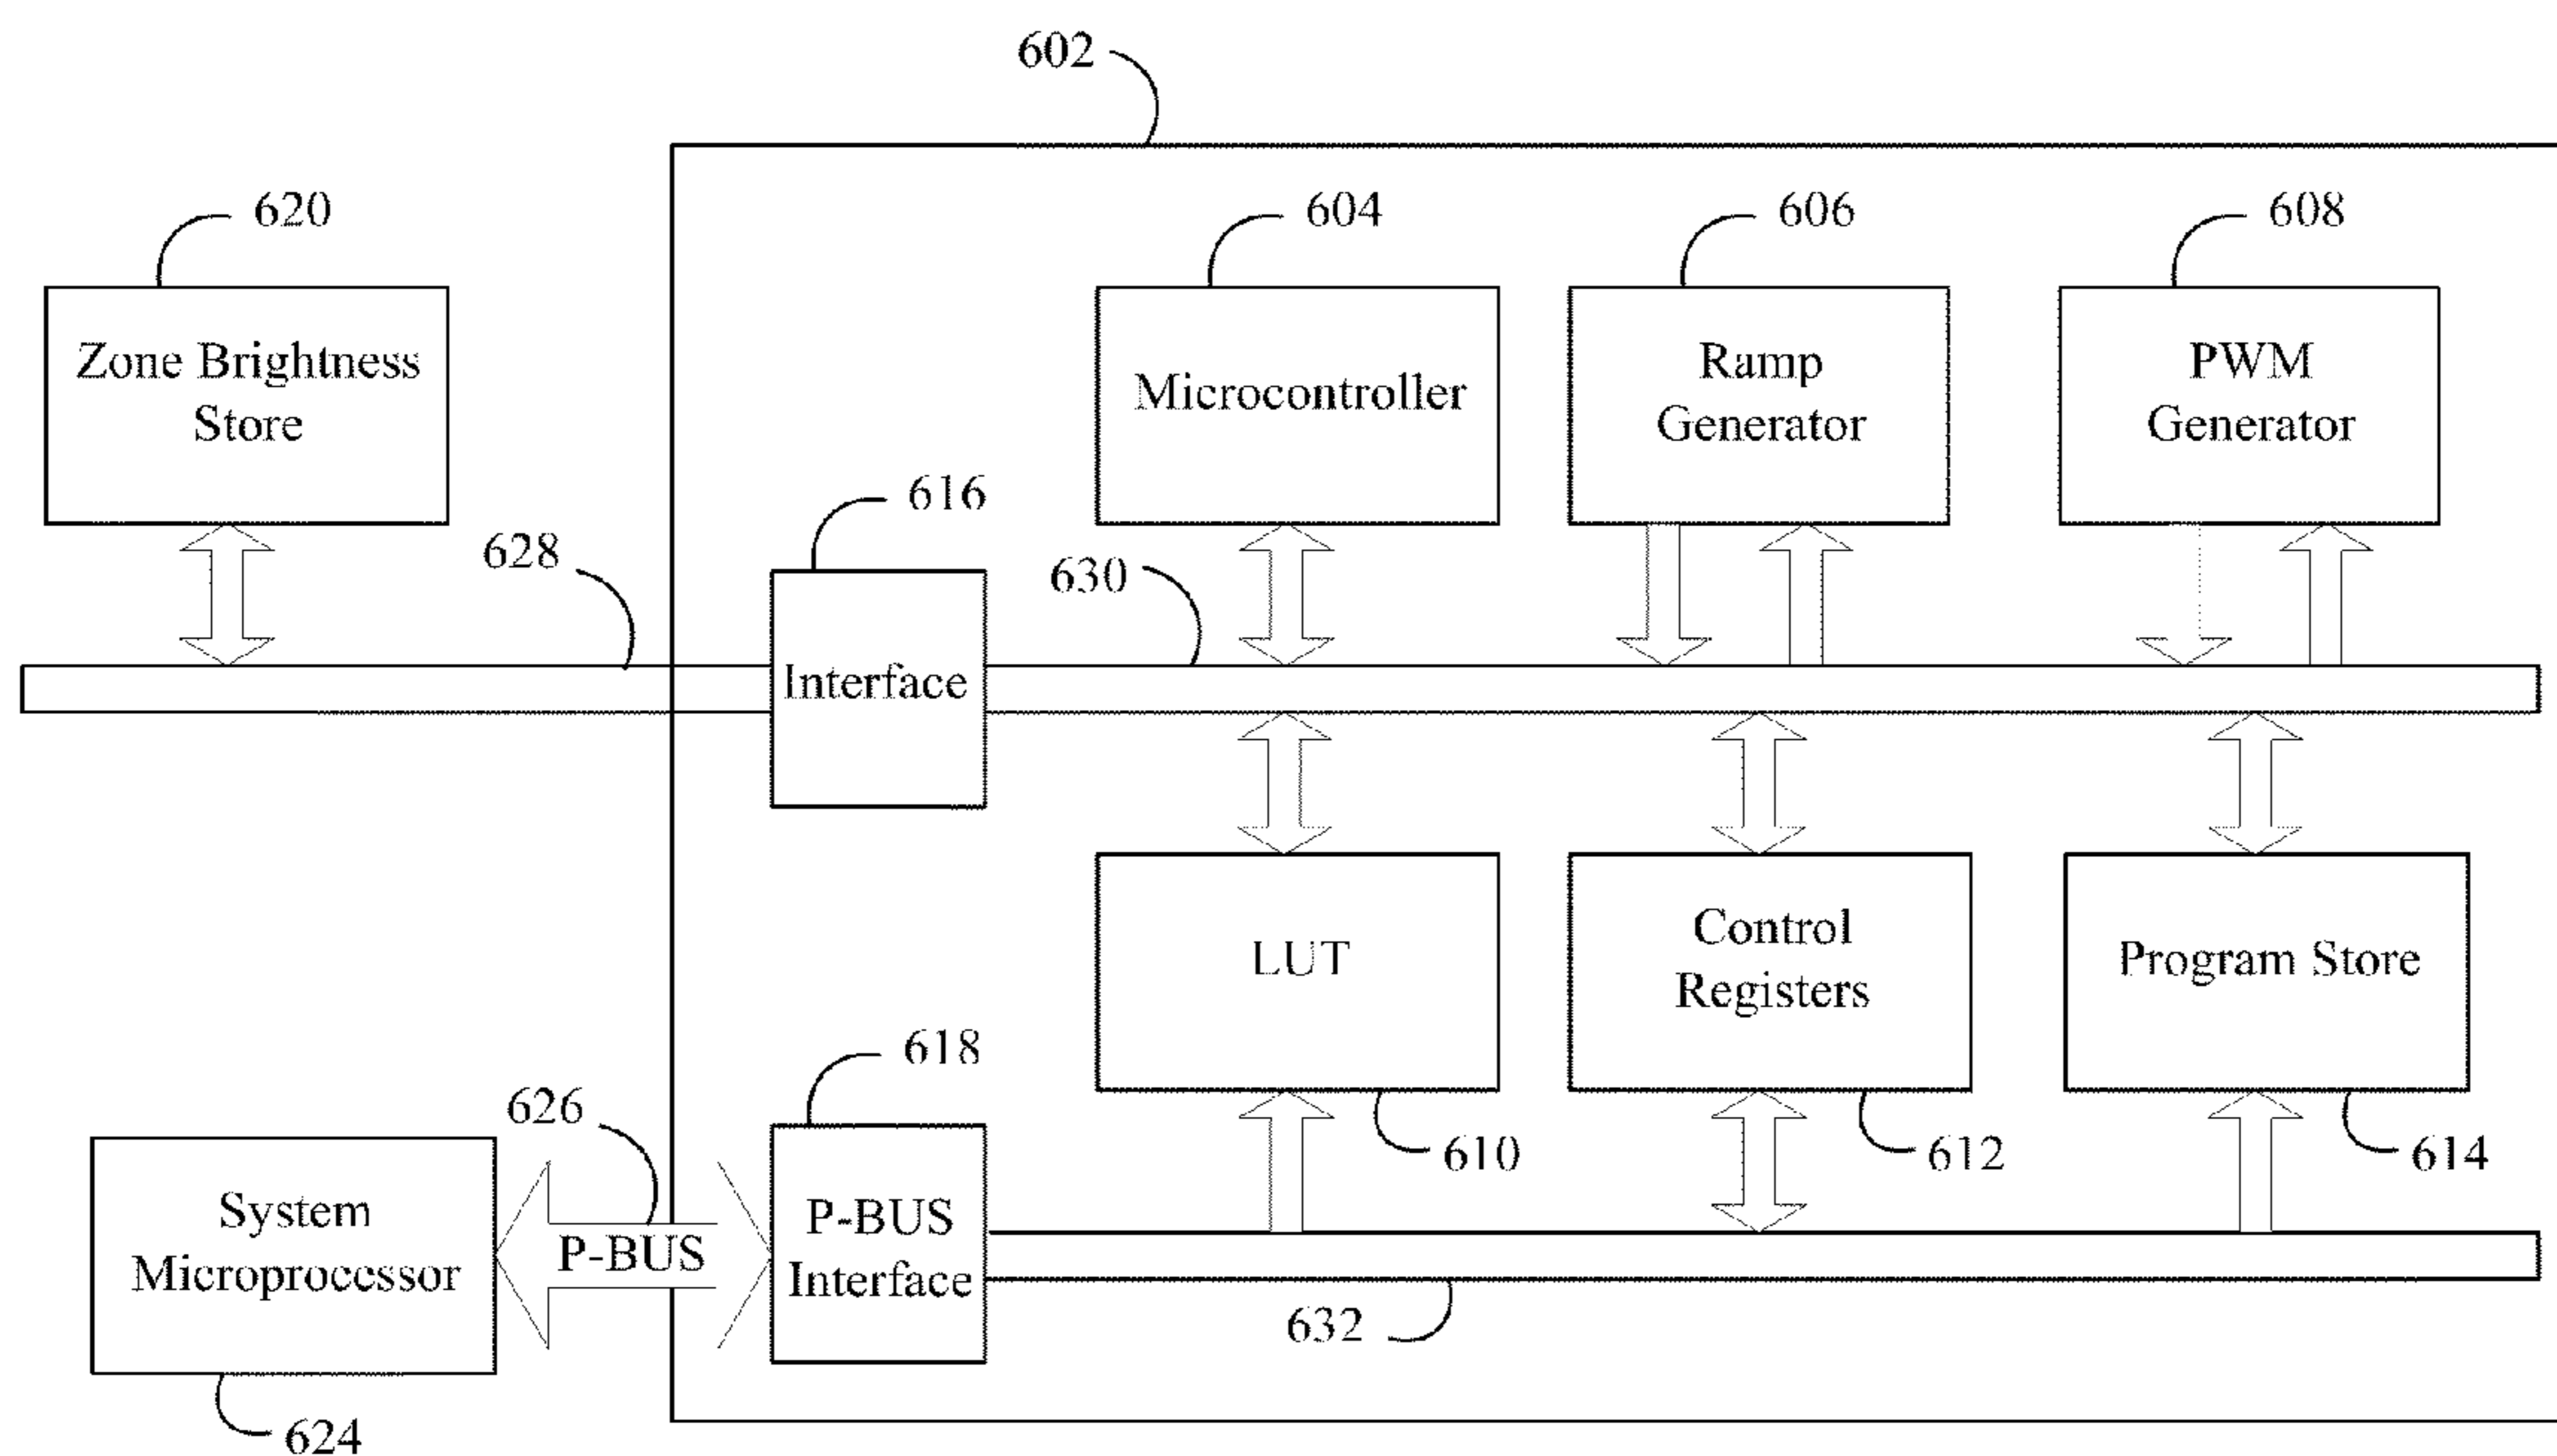 602
620
604
606
608
Zone Brightness
Store
Microcontroller
Ramp
Generator
PWM
Generator
616
628
630
Interface
LUT
Control
Registers
Program Store
618
626
610
612
614
System
Microprocessor
P-BUS
P-BUS
Interface
632
624